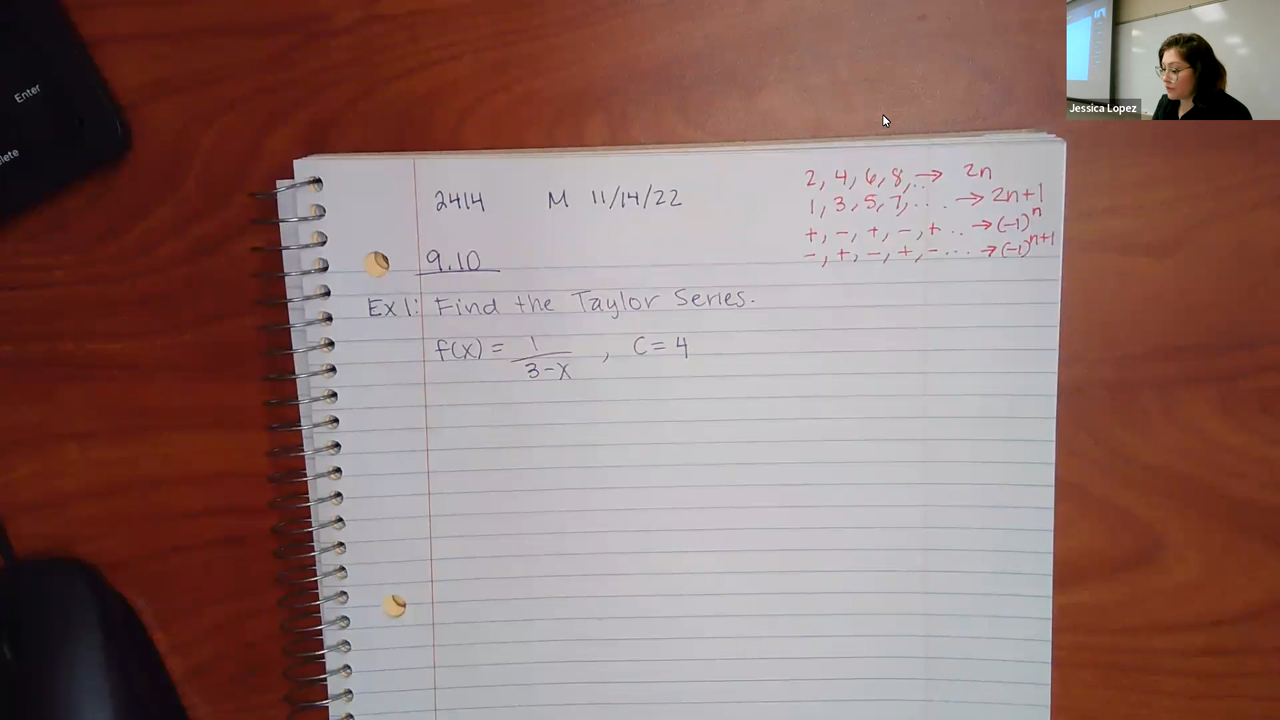 Enter
lete
Jessica Lopez
2414 M 11/14/22
2, 4, 6, 8, ... → 2n
1, 3, 5, 7, ... → 2n+1
+, -, +, -, + ... → (-1)^n
-, +, -, +, - ... → (-1)^{n+1}
9.10
Ex 1: Find the Taylor Series.
f(x) = 1/(3-x), C = 4